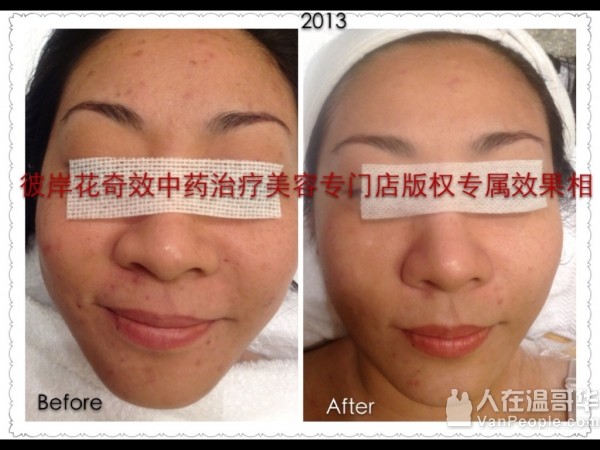 2013
彼岸花奇效中药治疗美容专门店版权专属效果相
Before
After
人在温哥华
VanPeople.com